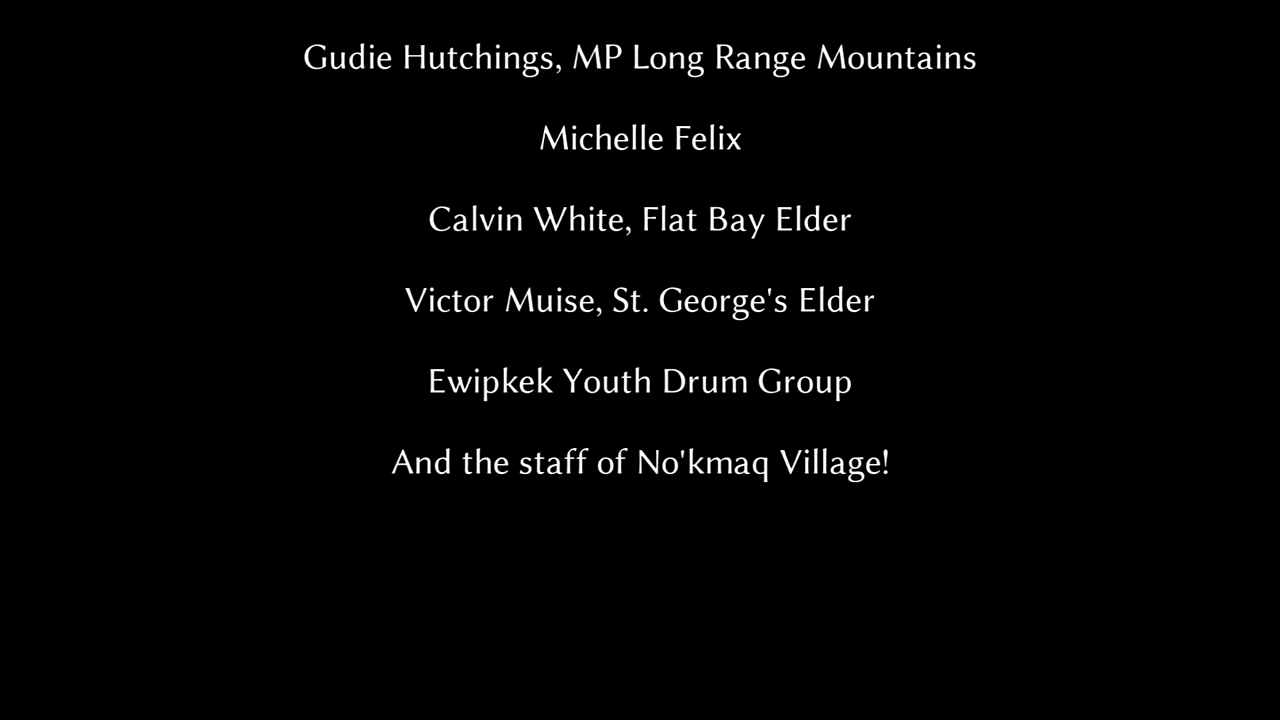 Gudie Hutchings, MP Long Range Mountains
Michelle Felix
Calvin White, Flat Bay Elder
Victor Muise, St. George's Elder
Ewipkek Youth Drum Group
And the staff of No'kmaq Village!